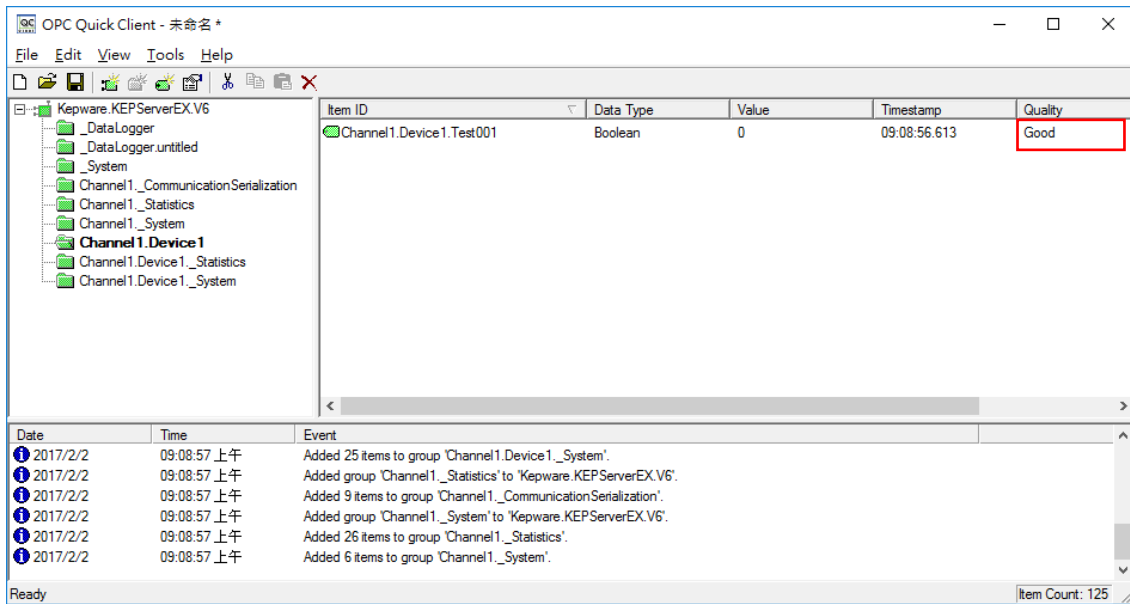 OPC Quick Client - 未命名 *
File Edit View Tools Help
Kepware.KEPServerEX.V6
_DataLogger
_DataLogger.untitled
_System
Channel1._CommunicationSerialization
Channel1._Statistics
Channel1._System
Channel1.Device1
Channel1.Device1._Statistics
Channel1.Device1._System
Item ID Data Type Value Timestamp Quality
Channel1.Device1.Test001 Boolean 0 09:08:56.613 Good
Date Time Event
2017/2/2 09:08:57 上午 Added 25 items to group 'Channel1.Device1._System'.
2017/2/2 09:08:57 上午 Added group 'Channel1._Statistics' to 'Kepware.KEPServerEX.V6'.
2017/2/2 09:08:57 上午 Added 9 items to group 'Channel1._CommunicationSerialization'.
2017/2/2 09:08:57 上午 Added group 'Channel1._System' to 'Kepware.KEPServerEX.V6'.
2017/2/2 09:08:57 上午 Added 26 items to group 'Channel1._Statistics'.
2017/2/2 09:08:57 上午 Added 6 items to group 'Channel1._System'.
Ready Item Count: 125